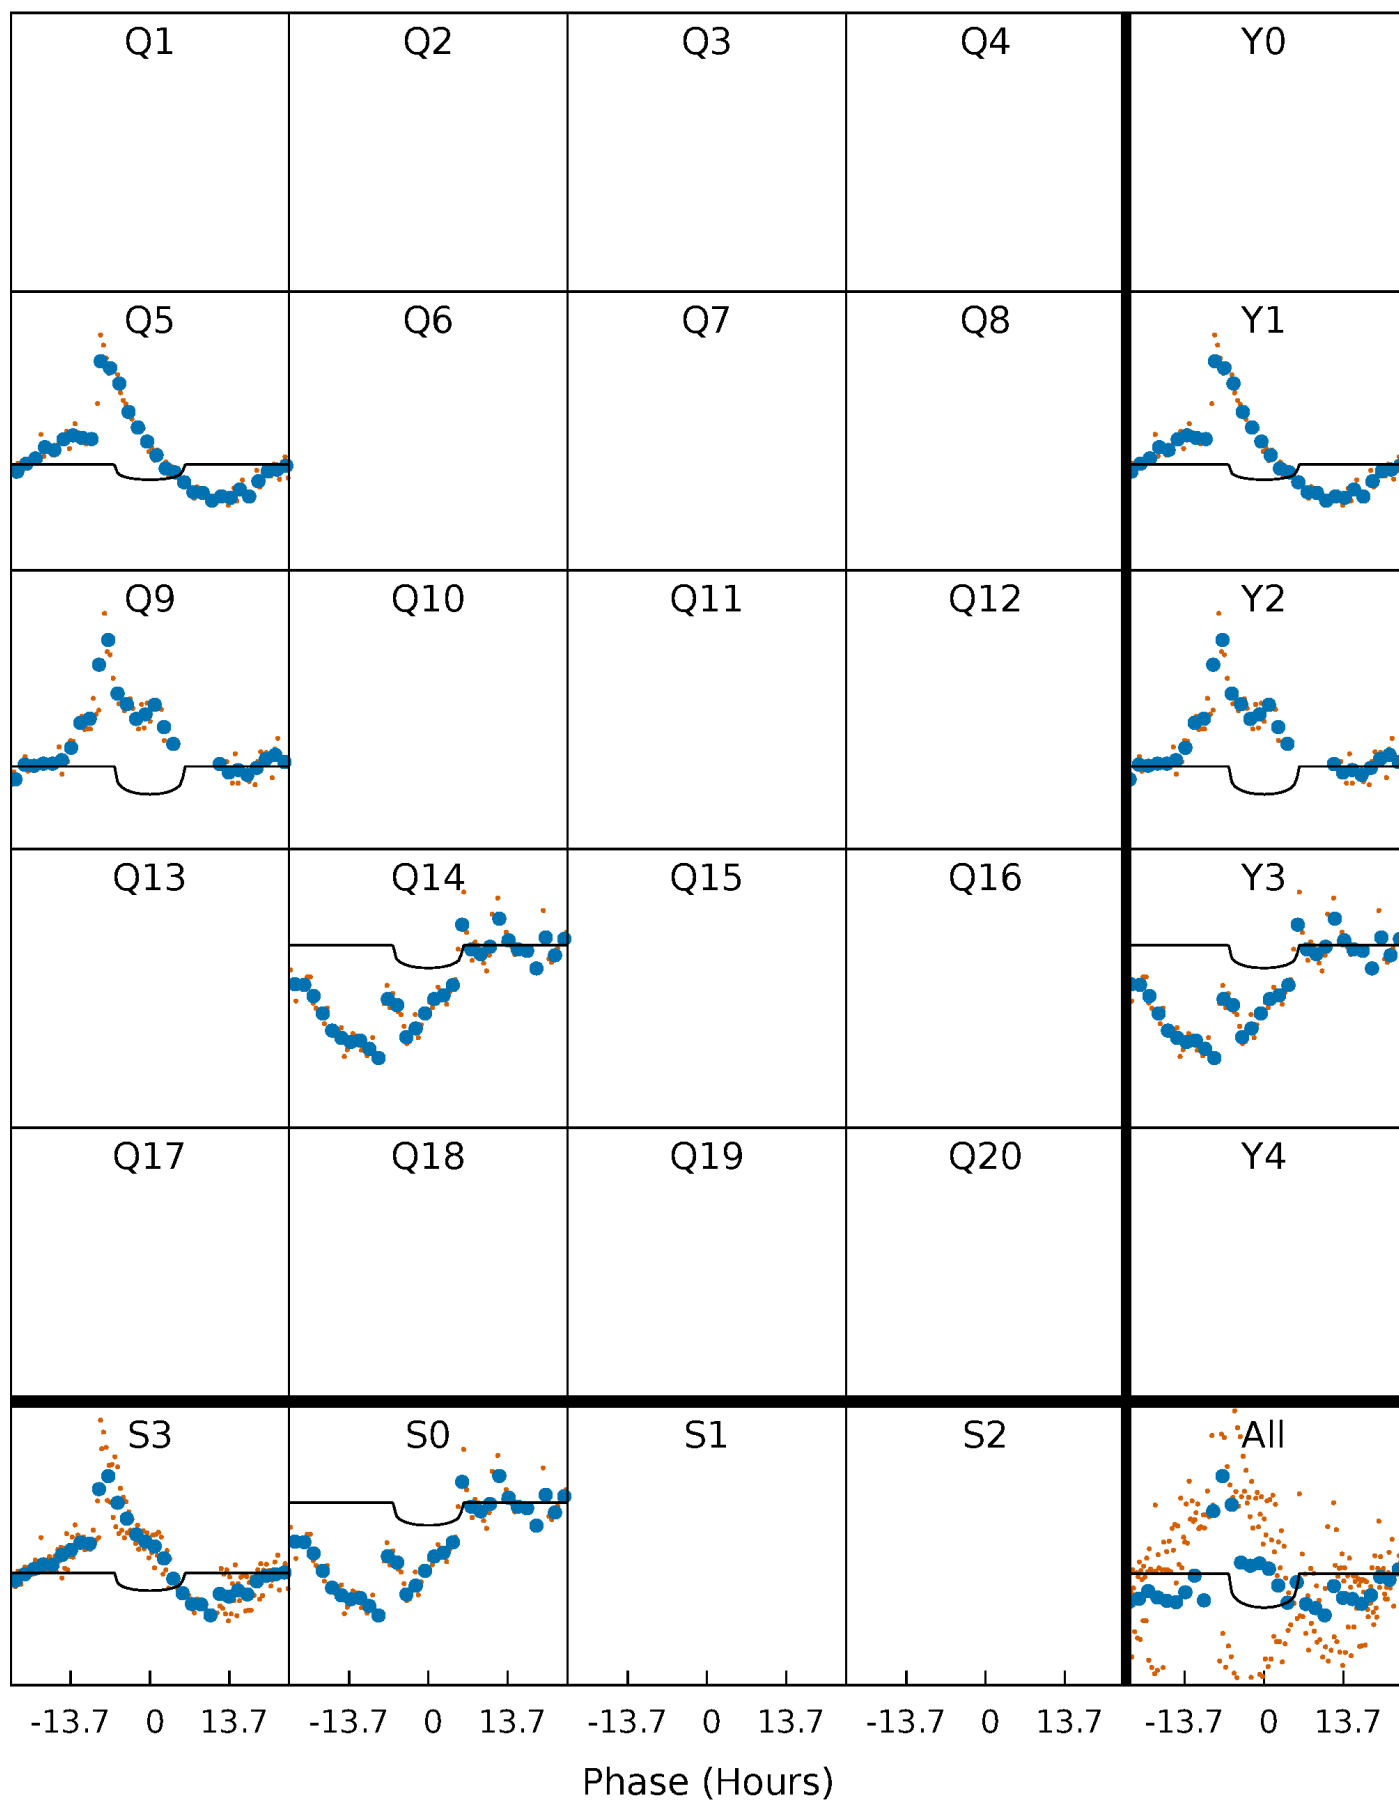 Q1 Q2 Q3 Q4 Y0
Q5 Q6 Q7 Q8 Y1
Q9 Q10 Q11 Q12 Y2
Q13 Q14 Q15 Q16 Y3
Q17 Q18 Q19 Q20 Y4
S3 S0 S1 S2 All
-13.7 0 13.7 -13.7 0 13.7 -13.7 0 13.7 -13.7 0 13.7 -13.7 0 13.7
Phase (Hours)